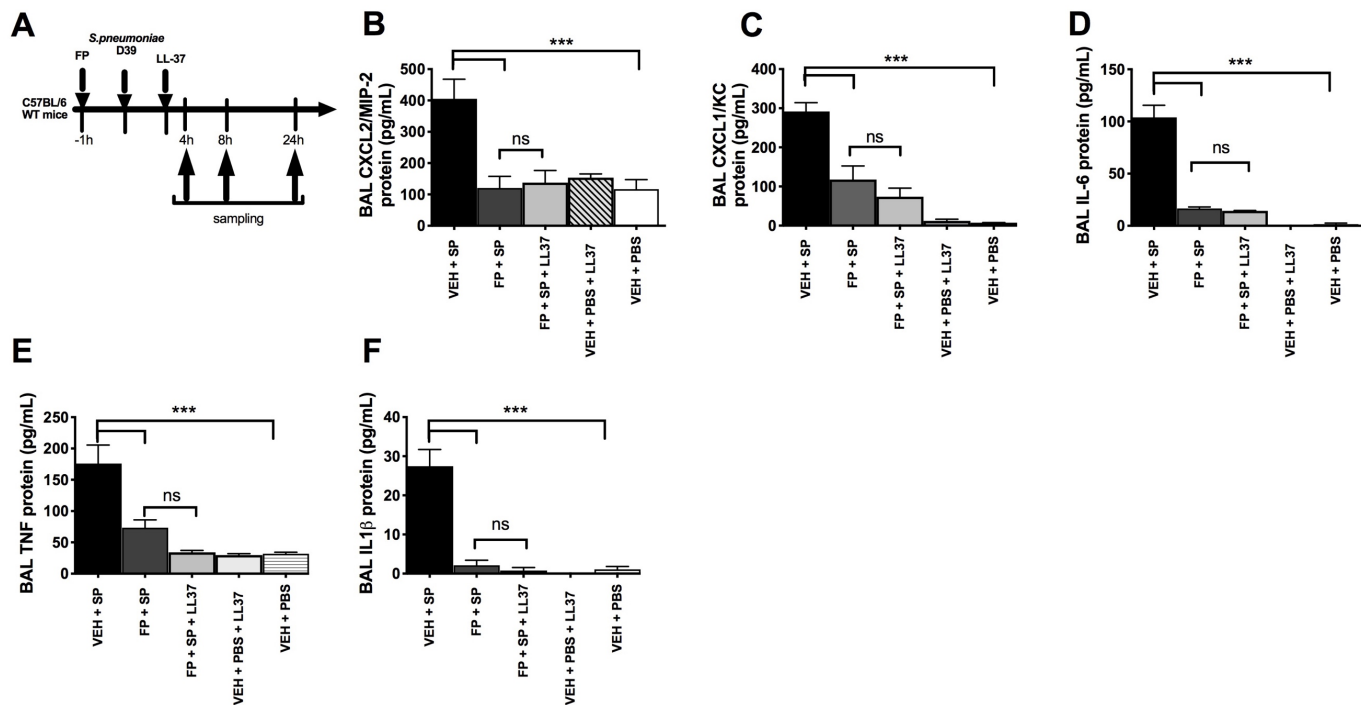 A
S.pneumoniae
D39
FP
LL-37
C57BL/6
WT mice
-1h
4h
8h
24h
sampling
B
BAL CXCL2/MIP-2
protein (pg/mL)
500
400
300
200
100
0
***
ns
VEH + SP
FP + SP
FP + SP + LL37
VEH + PBS + LL37
VEH + PBS
C
BAL CXCL1/KC
protein (pg/mL)
400
300
200
100
0
***
ns
VEH + SP
FP + SP
FP + SP + LL37
VEH + PBS + LL37
VEH + PBS
D
BAL IL-6 protein (pg/mL)
150
100
50
0
***
ns
VEH + SP
FP + SP
FP + SP + LL37
VEH + PBS + LL37
VEH + PBS
E
BAL TNF protein (pg/mL)
250
200
150
100
50
0
***
ns
VEH + SP
FP + SP
FP + SP + LL37
VEH + PBS + LL37
VEH + PBS
F
BAL IL1β protein (pg/mL)
40
30
20
10
0
***
ns
VEH + SP
FP + SP
FP + SP + LL37
VEH + PBS + LL37
VEH + PBS